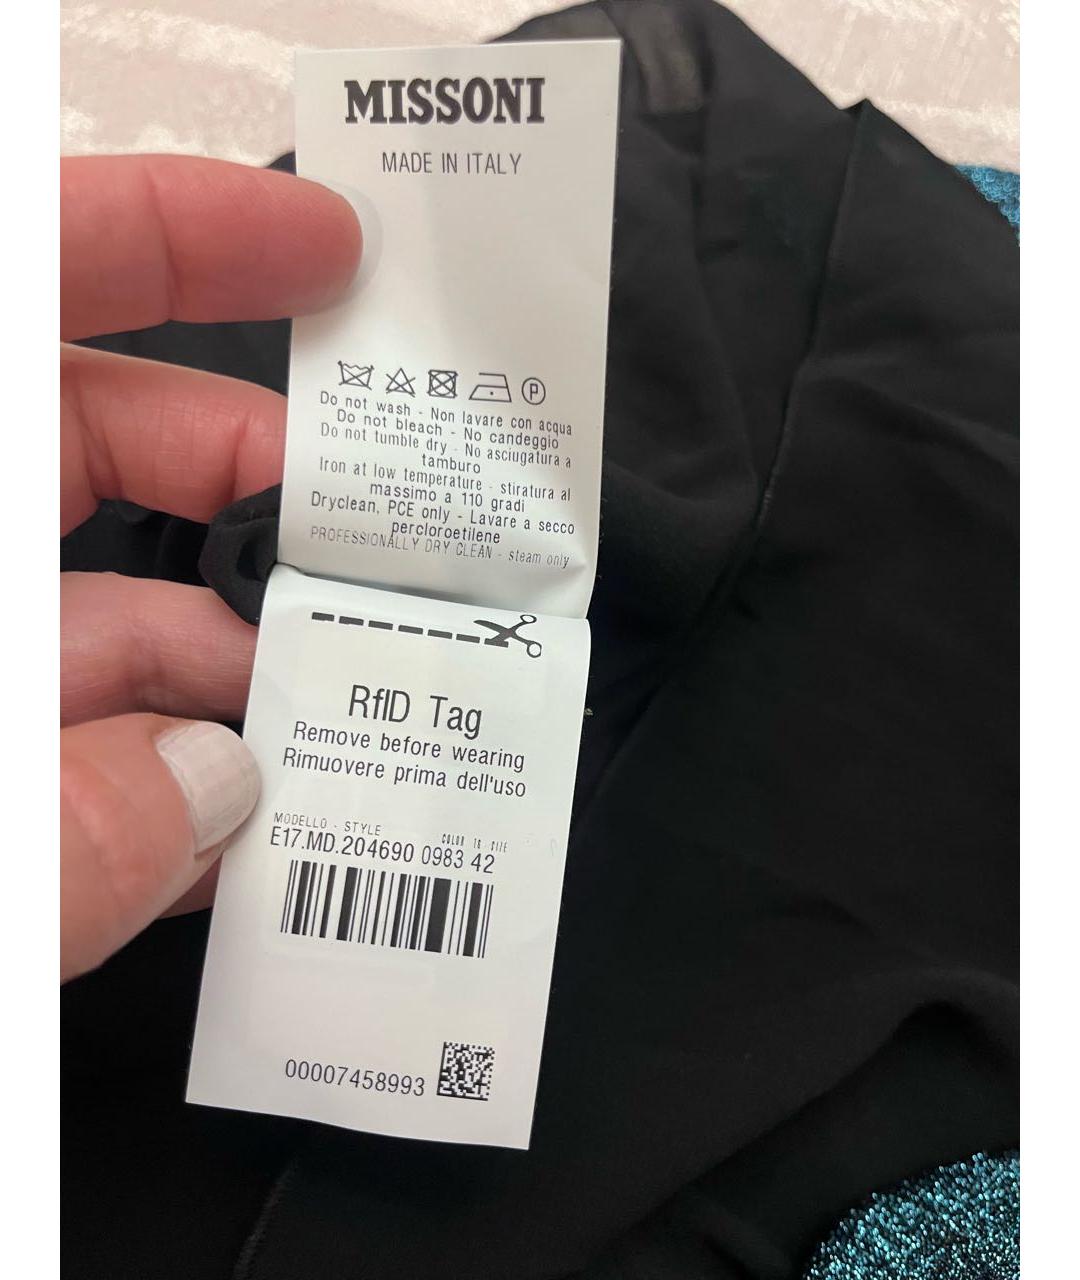 MISSONI
MADE IN ITALY
P
Do not wash - Non lavare con acqua
Do not bleach - No candeggio
Do not tumble dry - No asciugatura a
tamburo
Iron at low temperature - stiratura al
massimo a 110 gradi
Dryclean, PCE only - Lavare a secco
percloroetilene
PROFESSIONALLY DRY CLEAN - steam only
RfID Tag
Remove before wearing
Rimuovere prima dell'uso
MODELLO - STYLE COLOR TG SIZE
E17.MD.204690 0983 42
00007458993